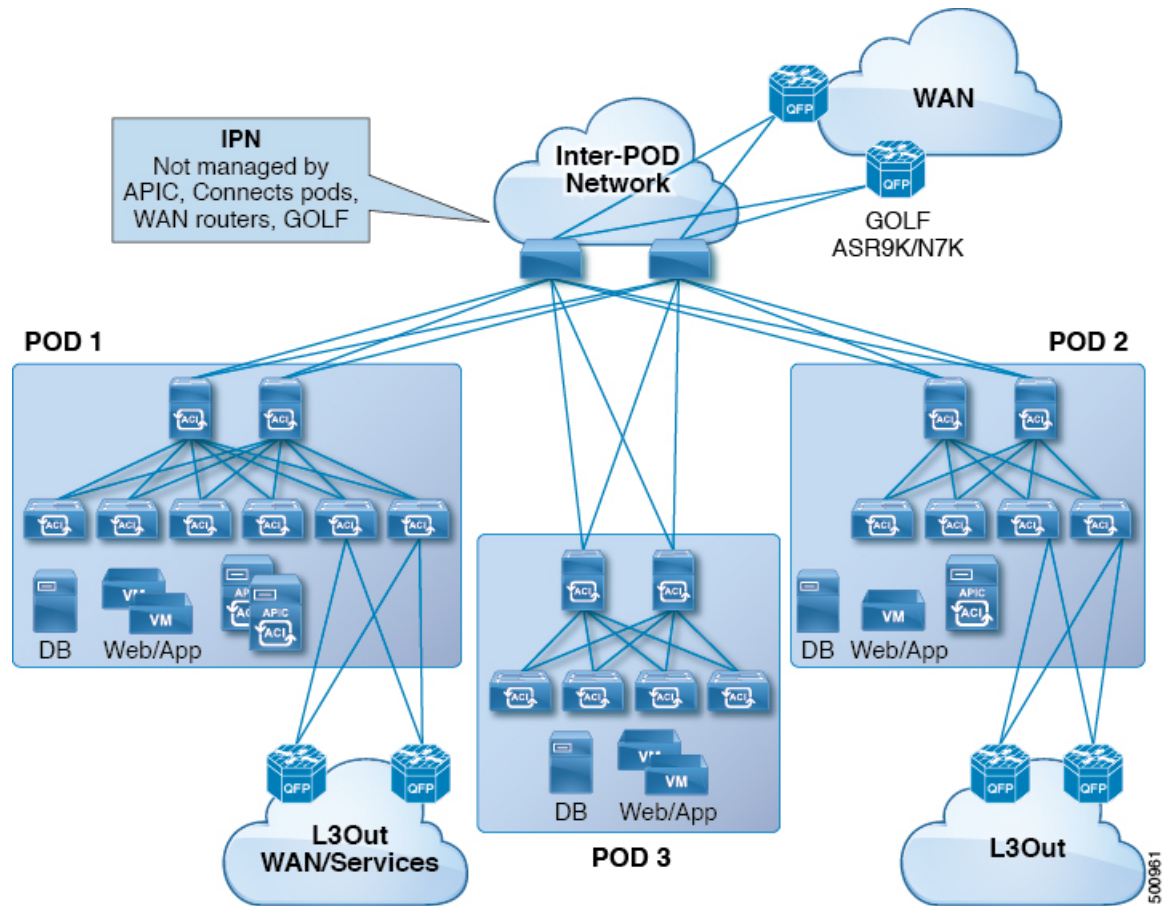 WAN
QFP
IPN
Not managed by
APIC, Connects pods,
WAN routers, GOLF
Inter-POD
Network
QFP
GOLF
ASR9K/N7K
POD 1
POD 2
ACI ACI
ACI ACI
ACI ACI ACI ACI ACI ACI
ACI ACI ACI ACI
DB
VM
VM
Web/App
AP
APIC
ACI
DB
VM
Web/App
APIC
ACI
ACI ACI
ACI ACI ACI ACI
DB
VM
VM
Web/App
POD 3
QFP QFP
L3Out
WAN/Services
QFP QFP
L3Out
500961